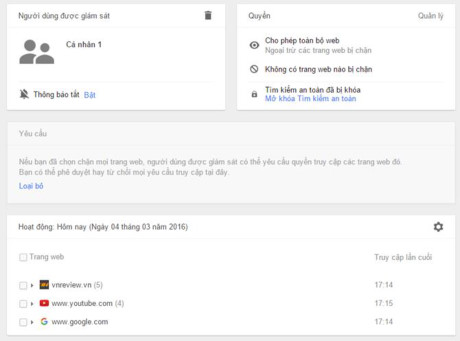 Người dùng được giám sát
Cá nhân 1
Thông báo tắt Bật
Quyền Quản lý
Cho phép toàn bộ web
Ngoại trừ các trang web bị chặn
Không có trang web nào bị chặn
Tìm kiếm an toàn đã bị khóa
Mở khóa Tìm kiếm an toàn
Yêu cầu
Nếu bạn đã chọn chặn mọi trang web, người dùng được giám sát có thể yêu cầu quyền truy cập các trang web đó.
Bạn có thể phê duyệt hay từ chối mọi yêu cầu truy cập tại đây.
Loại bỏ
Hoạt động: Hôm nay (Ngày 04 tháng 03 năm 2016)
Trang web Truy cập lần cuối
vnreview.vn (5) 17:14
www.youtube.com (4) 17:15
www.google.com 17:14